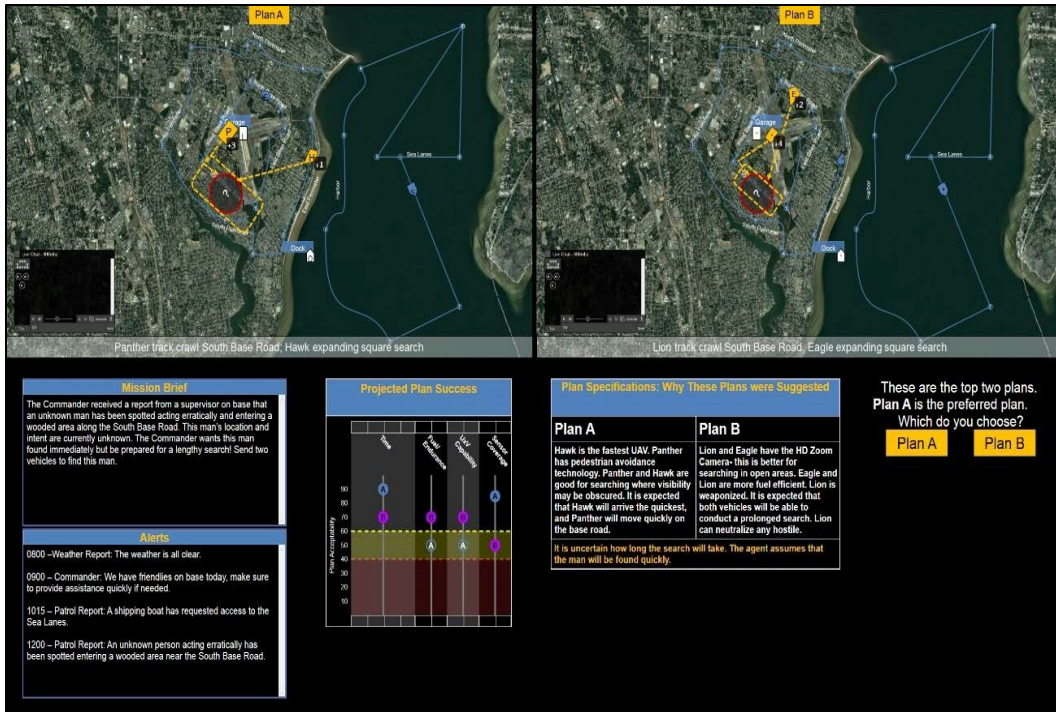 Plan A
Plan B
North Perimeter
Garage
P
+3
H
+1
Sea Lanes
Harbor
South Perimeter
Dock
Panther track crawl South Base Road, Hawk expanding square search
E
+2
Garage
+4
Sea Lanes
Harbor
South Perimeter
Dock
Lion track crawl South Base Road, Eagle expanding square search
Mission Brief
The Commander received a report from a supervisor on base that
an unknown man has been spotted acting erratically and entering a
wooded area along the South Base Road. This man's location and
intent are currently unknown. The Commander wants this man
found immediately but be prepared for a lengthy search! Send two
vehicles to find this man.
Alerts
0800 –Weather Report: The weather is all clear.
0900 – Commander: We have friendlies on base today, make sure
to provide assistance quickly if needed.
1015 – Patrol Report: A shipping boat has requested access to the
Sea Lanes.
1200 – Patrol Report: An unknown person acting erratically has
been spotted entering a wooded area near the South Base Road.
Projected Plan Success
Time
Fuel/
Endurance
UxV
Capability
Sensor
Coverage
Plan Acceptability
90
80
70
60
50
40
30
20
10
A
B
B
A
B
A
A
B
Plan Specifications: Why These Plans were Suggested
Plan A
Hawk is the fastest UAV. Panther
has pedestrian avoidance
technology. Panther and Hawk are
good for searching where visibility
may be obscured. It is expected
that Hawk will arrive the quickest,
and Panther will move quickly on
the base road.
Plan B
Lion and Eagle have the HD Zoom
Camera- this is better for
searching in open areas. Eagle and
Lion are more fuel efficient. Lion is
weaponized. It is expected that
both vehicles will be able to
conduct a prolonged search. Lion
can neutralize any hostile.
It is uncertain how long the search will take. The agent assumes that
the man will be found quickly.
These are the top two plans.
Plan A is the preferred plan.
Which do you choose?
Plan A
Plan B